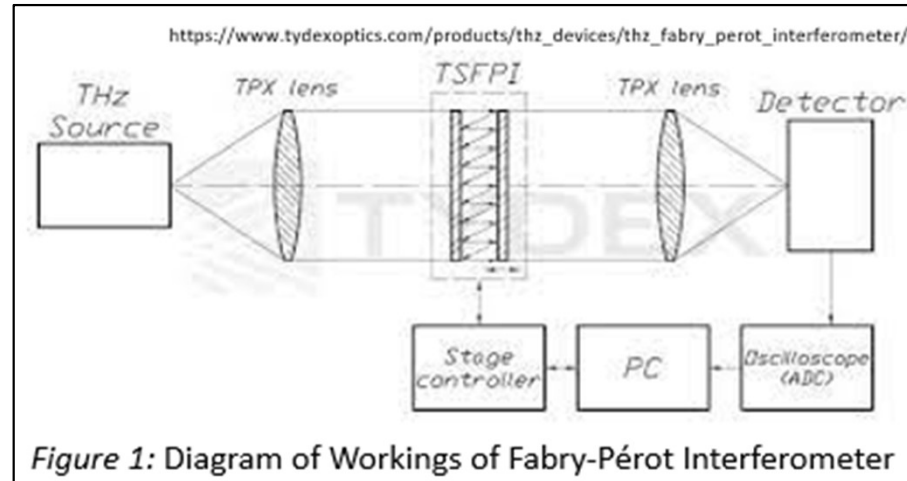 https://www.tydexoptics.com/products/thz_devices/thz_fabry_perot_interferometer/
TSFPI
THz
Source
TPX lens
TPX lens
Detector
TYDEX
Stage
controller
PC
Oscilloscope
(ADC)
Figure 1: Diagram of Workings of Fabry-Pérot Interferometer